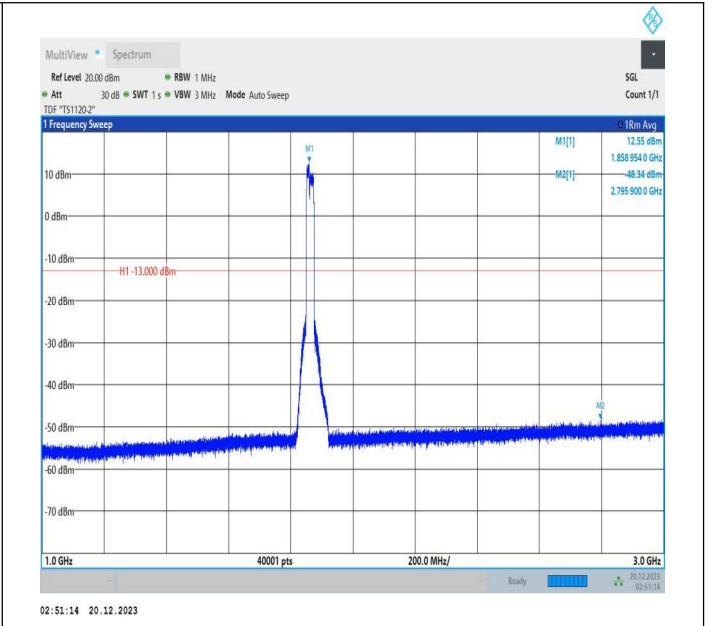 MultiView Spectrum
Ref Level 20.00 dBm RBW 1 MHz SGL
Att 30 dB SWT 1 s VBW 3 MHz Mode Auto Sweep Count 1/1
TDF "TS1120-2"
1 Frequency Sweep 1Rm Avg
M1[1] 12.55 dBm
1.858 954 0 GHz
M2[1] -48.34 dBm
2.795 900 0 GHz
M1
10 dBm
0 dBm
-10 dBm
H1 -13.000 dBm
-20 dBm
-30 dBm
-40 dBm
M2
-50 dBm
-60 dBm
-70 dBm
1.0 GHz 40001 pts 200.0 MHz/ 3.0 GHz
Ready 20.12.2023
02:51:14
02:51:14 20.12.2023